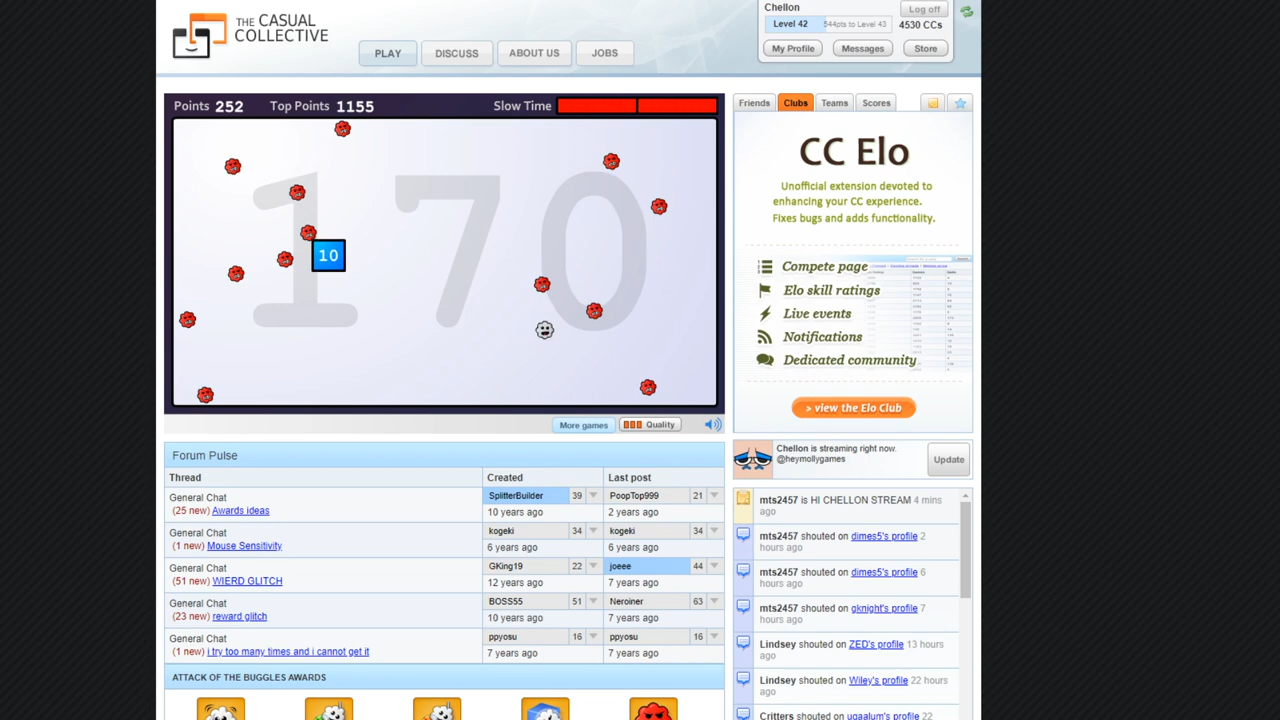 THE CASUAL
COLLECTIVE
PLAY
DISCUSS
ABOUT US
JOBS
Chellon
Log off
Level 42
544pts to Level 43
4530 CCs
My Profile
Messages
Store
Points 252
Top Points 1155
Slow Time
170
10
More games
Quality
Friends
Clubs
Teams
Scores
CC Elo
Unofficial extension devoted to
enhancing your CC experience.
Fixes bugs and adds functionality.
Compete page
Elo skill ratings
Live events
Notifications
Dedicated community
> view the Elo Club
Chellon is streaming right now.
@heymollygames
Update
Forum Pulse
Thread Created Last post
General Chat SplitterBuilder 39 PoopTop999 21
(25 new) Awards ideas 10 years ago 2 years ago
General Chat kogeki 34 kogeki 34
(1 new) Mouse Sensitivity 6 years ago 6 years ago
General Chat GKing19 22 joeee 44
(51 new) WIERD GLITCH 12 years ago 7 years ago
General Chat BOSS55 51 Neroiner 63
(23 new) reward glitch 10 years ago 7 years ago
General Chat ppyosu 16 ppyosu 16
(1 new) i try too many times and i cannot get it 7 years ago 7 years ago
ATTACK OF THE BUGGLES AWARDS
mts2457 is HI CHELLON STREAM 4 mins
ago
mts2457 shouted on dimes5's profile 2
hours ago
mts2457 shouted on dimes5's profile 6
hours ago
mts2457 shouted on gknight's profile 7
hours ago
Lindsey shouted on ZED's profile 13 hours
ago
Lindsey shouted on Wiley's profile 22 hours
ago
Critters shouted on ugaalum's profile 22